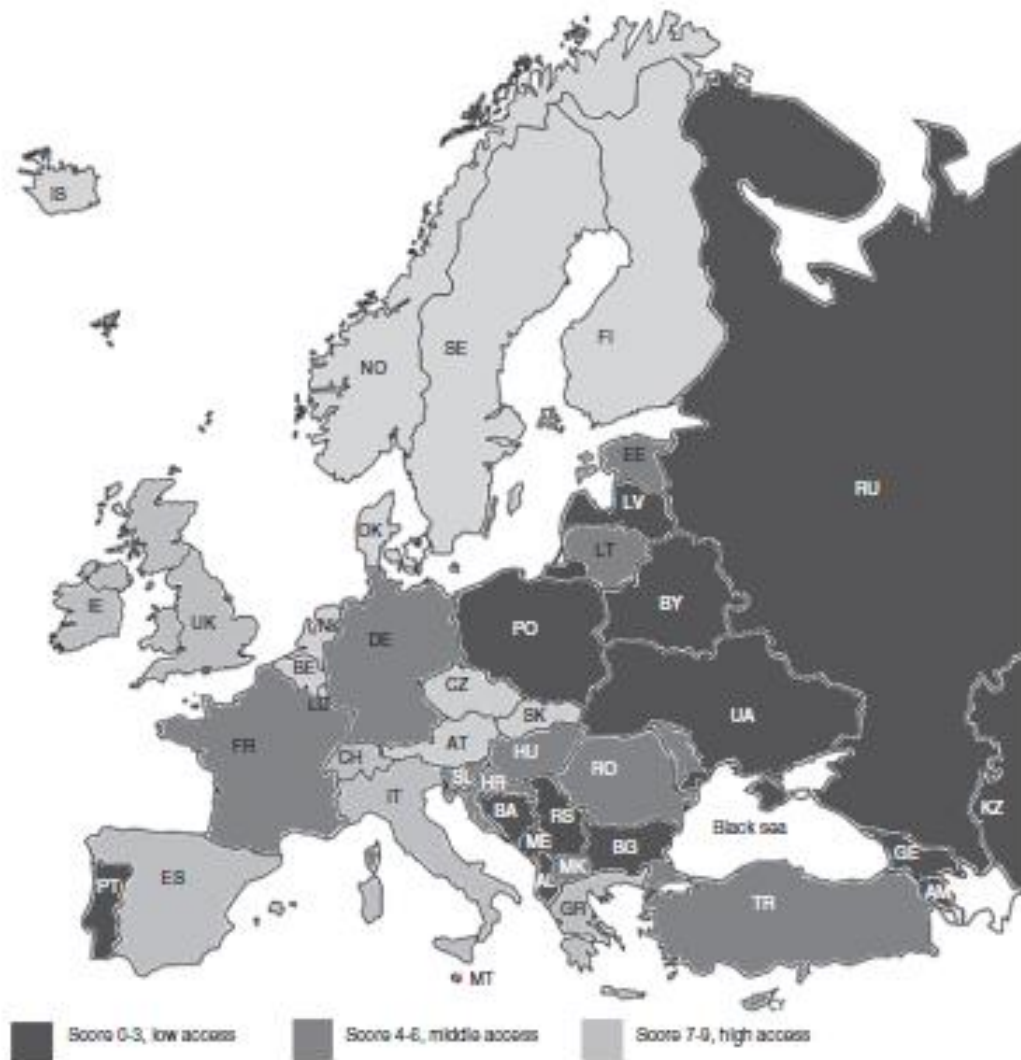 IS
NO
SE
FI
EE
RU
LV
DK
LT
IE
UK
BY
NL
PO
DE
BE
CZ
LU
UA
SK
FR
AT
CH
HU
RO
SL
HR
IT
BA
RS
KZ
Black sea
ME
BG
GE
MK
PT
ES
AL
AM
TR
GR
MT
CY
Score 0-3, low access
Score 4-6, middle access
Score 7-9, high access